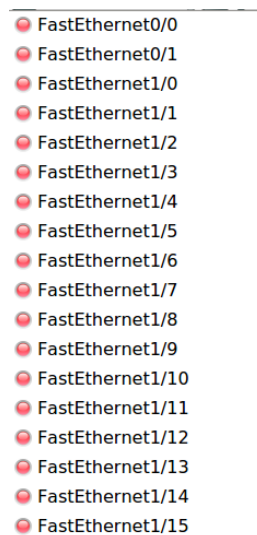 FastEthernet0/0
FastEthernet0/1
FastEthernet1/0
FastEthernet1/1
FastEthernet1/2
FastEthernet1/3
FastEthernet1/4
FastEthernet1/5
FastEthernet1/6
FastEthernet1/7
FastEthernet1/8
FastEthernet1/9
FastEthernet1/10
FastEthernet1/11
FastEthernet1/12
FastEthernet1/13
FastEthernet1/14
FastEthernet1/15